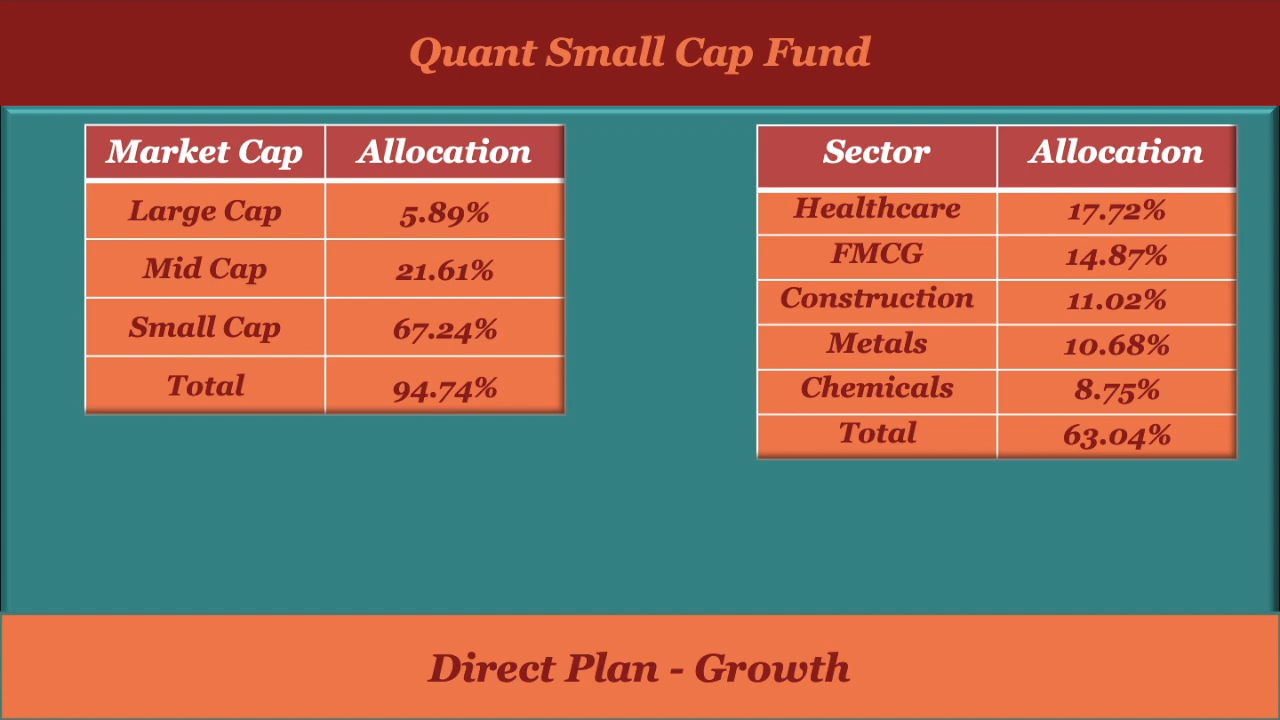 Quant Small Cap Fund
Market Cap Allocation
Large Cap 5.89%
Mid Cap 21.61%
Small Cap 67.24%
Total 94.74%
Sector Allocation
Healthcare 17.72%
FMCG 14.87%
Construction 11.02%
Metals 10.68%
Chemicals 8.75%
Total 63.04%
Direct Plan - Growth